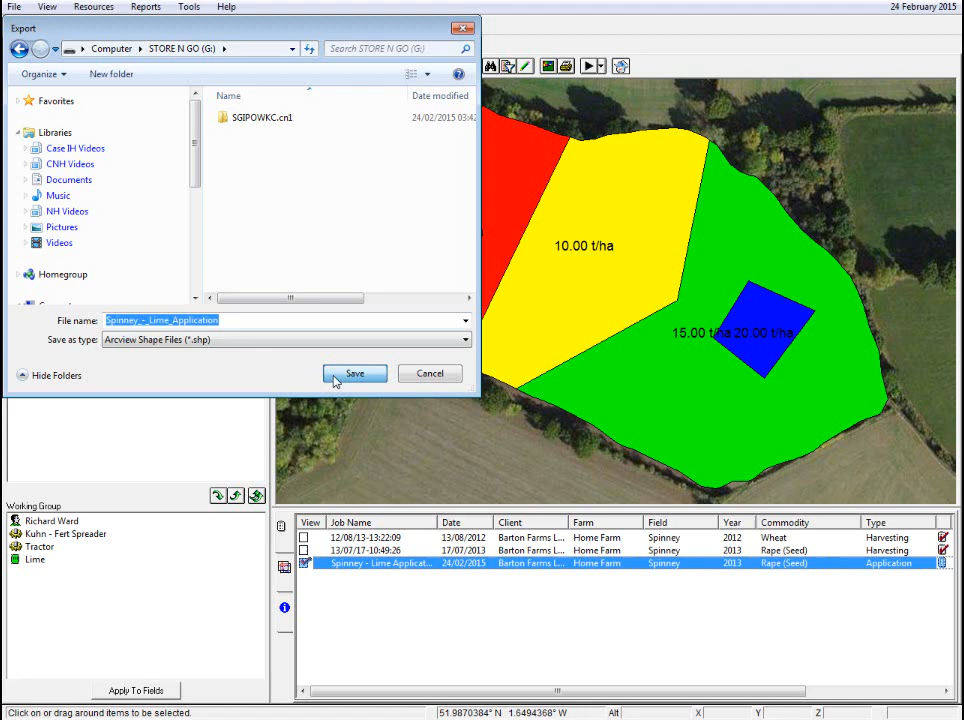 File View Resources Reports Tools Help 24 February 2015
Export
Computer STORE N GO (G:) Search STORE N GO (G:)
Organize New folder
Favorites
Libraries
Case IH Videos
CNH Videos
Documents
Music
NH Videos
Pictures
Videos
Homegroup
Name Date modified
SGIPOWKC.cn1 24/02/2015 03:42
File name: Spinney_-_Lime_Application
Save as type: Arcview Shape Files (*.shp)
Hide Folders Save Cancel
10.00 t/ha
15.00 t/ha 20.00 t/ha
Working Group
Richard Ward
Kuhn - Fert Spreader
Tractor
Lime
Apply To Fields
View Job Name Date Client Farm Field Year Commodity Type
12/08/13-13:22:09 13/08/2012 Barton Farms L... Home Farm Spinney 2012 Wheat Harvesting
13/07/17-10:49:26 17/07/2013 Barton Farms L... Home Farm Spinney 2013 Rape (Seed) Harvesting
Spinney - Lime Applicat... 24/02/2015 Barton Farms L... Home Farm Spinney 2013 Rape (Seed) Application
Click on or drag around items to be selected. 51.9870384° N 1.6494368° W Alt X Y Z